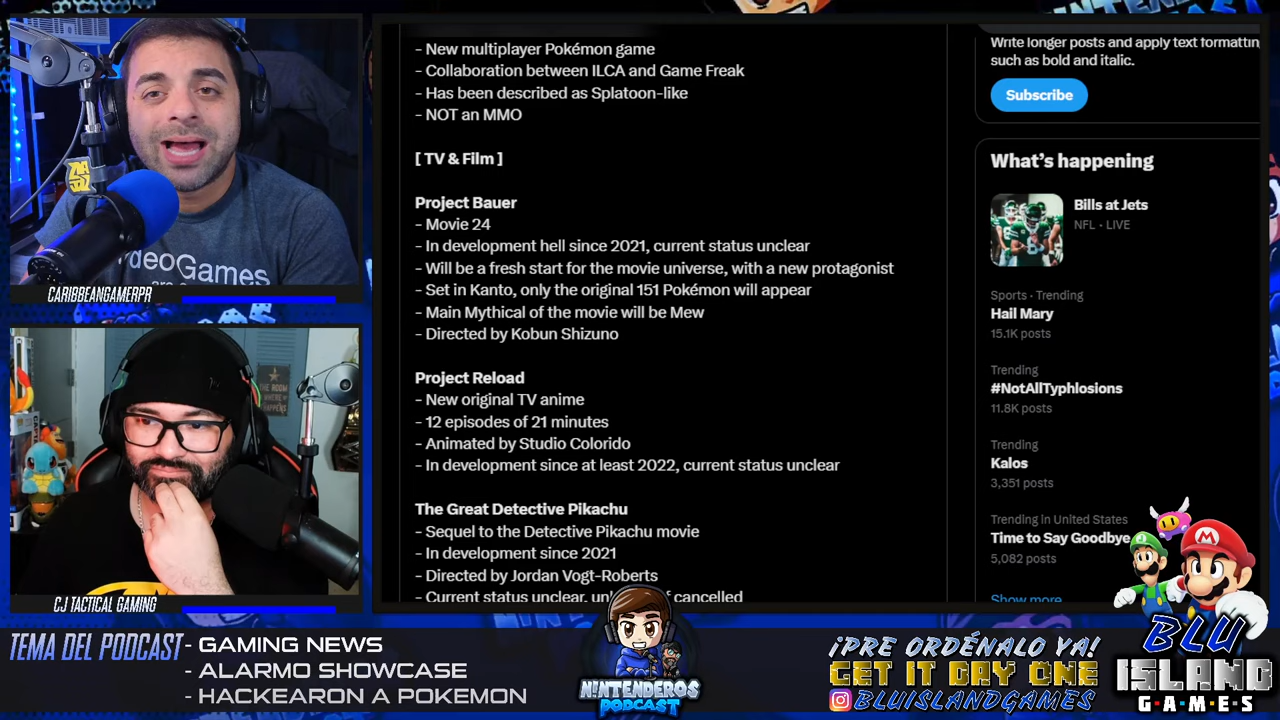 - New multiplayer Pokémon game
- Collaboration between ILCA and Game Freak
- Has been described as Splatoon-like
- NOT an MMO
[ TV & Film ]
Project Bauer
- Movie 24
- In development hell since 2021, current status unclear
- Will be a fresh start for the movie universe, with a new protagonist
- Set in Kanto, only the original 151 Pokémon will appear
- Main Mythical of the movie will be Mew
- Directed by Kobun Shizuno
Project Reload
- New original TV anime
- 12 episodes of 21 minutes
- Animated by Studio Colorido
- In development since at least 2022, current status unclear
The Great Detective Pikachu
- Sequel to the Detective Pikachu movie
- In development since 2021
- Directed by Jordan Vogt-Roberts
- Current status unclear, cancelled
Write longer posts and apply text formatting
such as bold and italic.
Subscribe
What's happening
Bills at Jets
NFL · LIVE
Sports · Trending
Hail Mary
15.1K posts
Trending
#NotAllTyphlosions
11.8K posts
Trending
Kalos
3,351 posts
Trending in United States
Time to Say Goodbye
5,082 posts
Show more
deoGames
CARIBBEANGAMERPR
THE ROOM
WHERE
HAPPENS
CJ TACTICAL GAMING
TEMA DEL PODCAST - GAMING NEWS
- ALARMO SHOWCASE
- HACKEARON A POKEMON
NINTENDEROS
PODCAST
¡PRE ORDÉNALO YA!
GET IT DAY ONE
BLUISLANDGAMES
BLU
ISLAND
GAMES